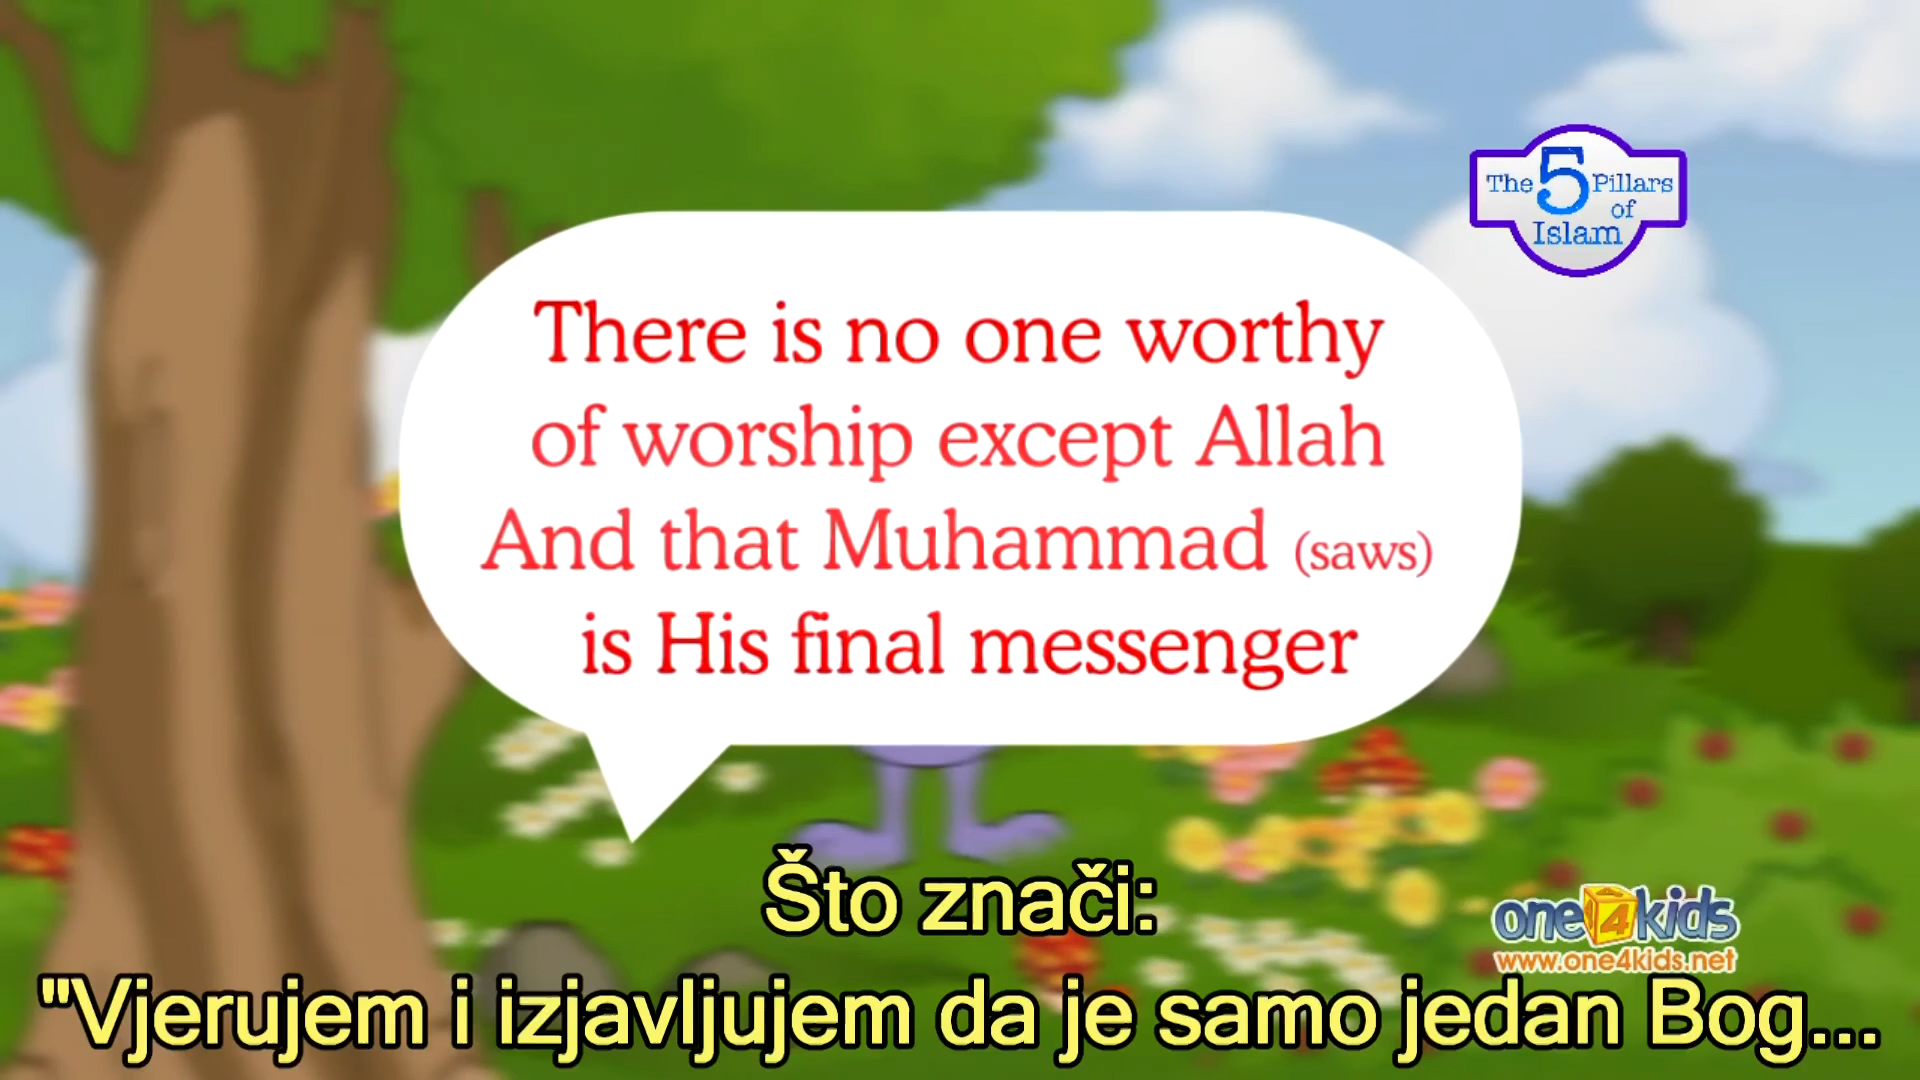 The 5 Pillars
of
Islam
There is no one worthy
of worship except Allah
And that Muhammad (saws)
is His final messenger
Što znači:
"Vjerujem i izjavljujem da je samo jedan Bog...
one4kids
www.one4kids.net